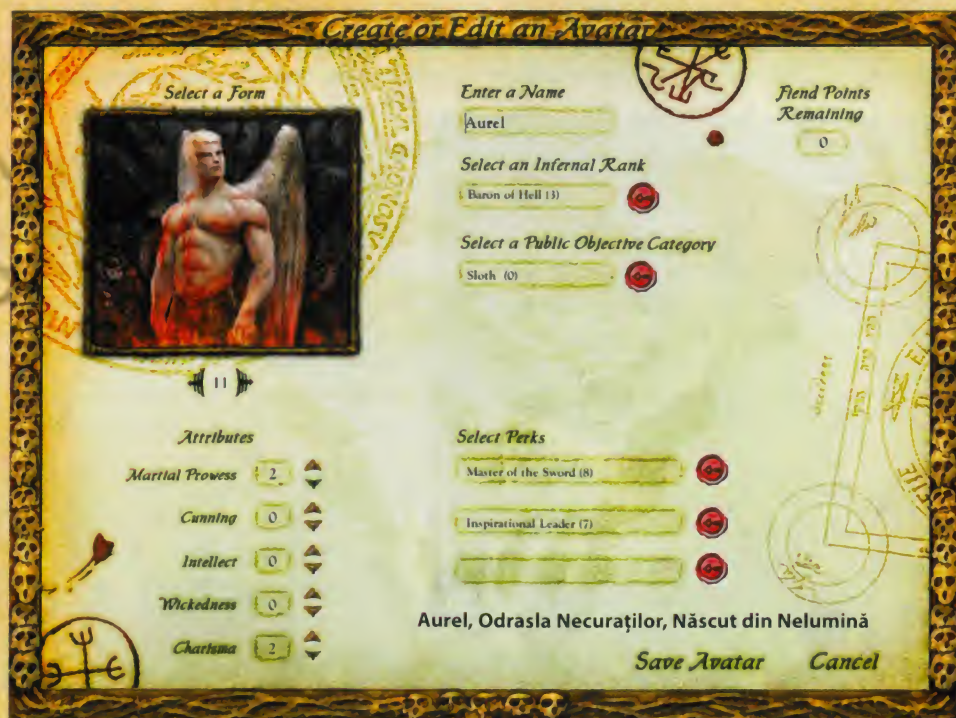 Create or Edit an Avatar
Select a Form
11
Attributes
Martial Prowess 2
Cunning 0
Intellect 0
Wickedness 0
Charisma 2
Enter a Name
Aurel
Select an Infernal Rank
Baron of Hell (3)
Select a Public Objective Category
Sloth (0)
Fiend Points
Remaining
0
Select Perks
Master of the Sword (8)
Inspirational Leader (7)
Aurel, Odrasla Necuraţilor, Născut din Nelumină
Save Avatar Cancel